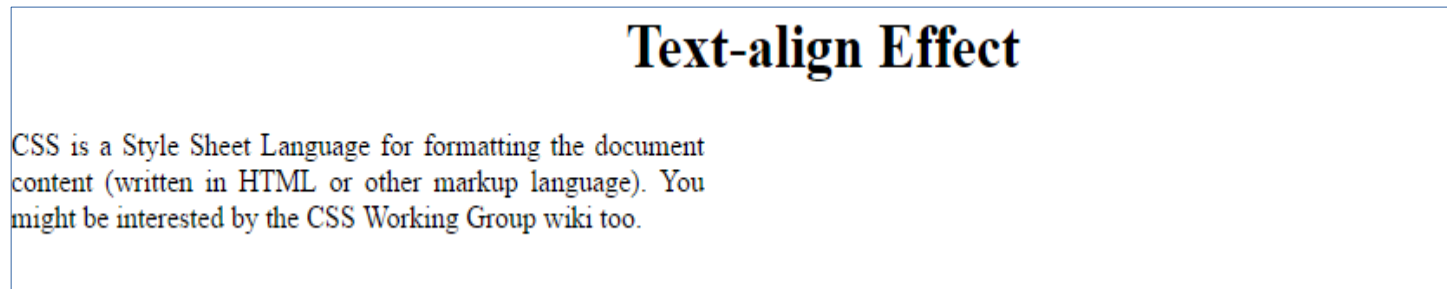 Text-align Effect
CSS is a Style Sheet Language for formatting the document
content (written in HTML or other markup language). You
might be interested by the CSS Working Group wiki too.